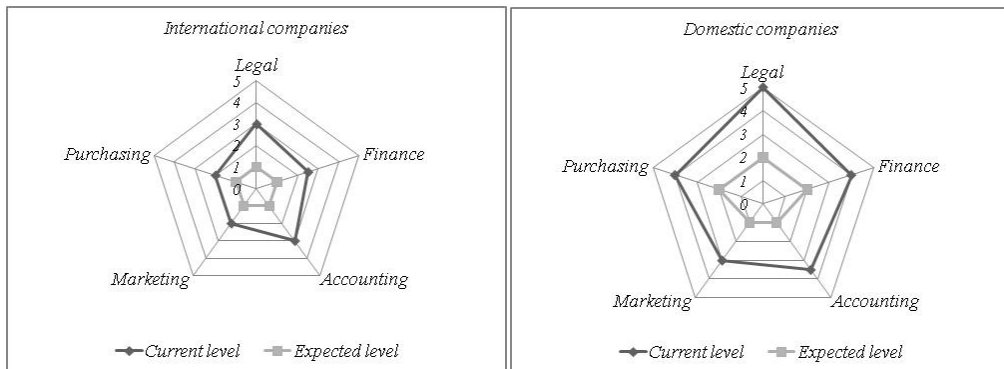 International companies
Legal
5
4
3
2
1
0
Purchasing
Finance
Marketing
Accounting
Current level
Expected level
Domestic companies
Legal
5
4
3
2
1
0
Purchasing
Finance
Marketing
Accounting
Current level
Expected level